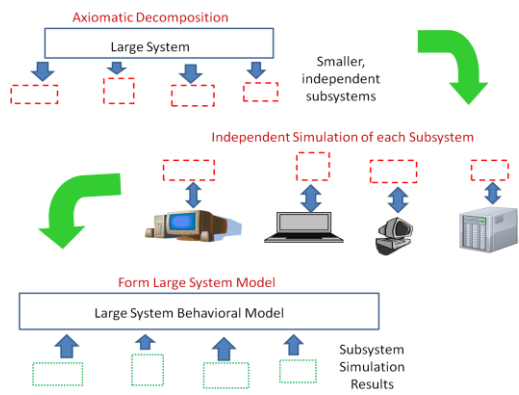 Axiomatic Decomposition
Large System
Smaller,
independent
subsystems
Independent Simulation of each Subsystem
Form Large System Model
Large System Behavioral Model
Subsystem
Simulation
Results